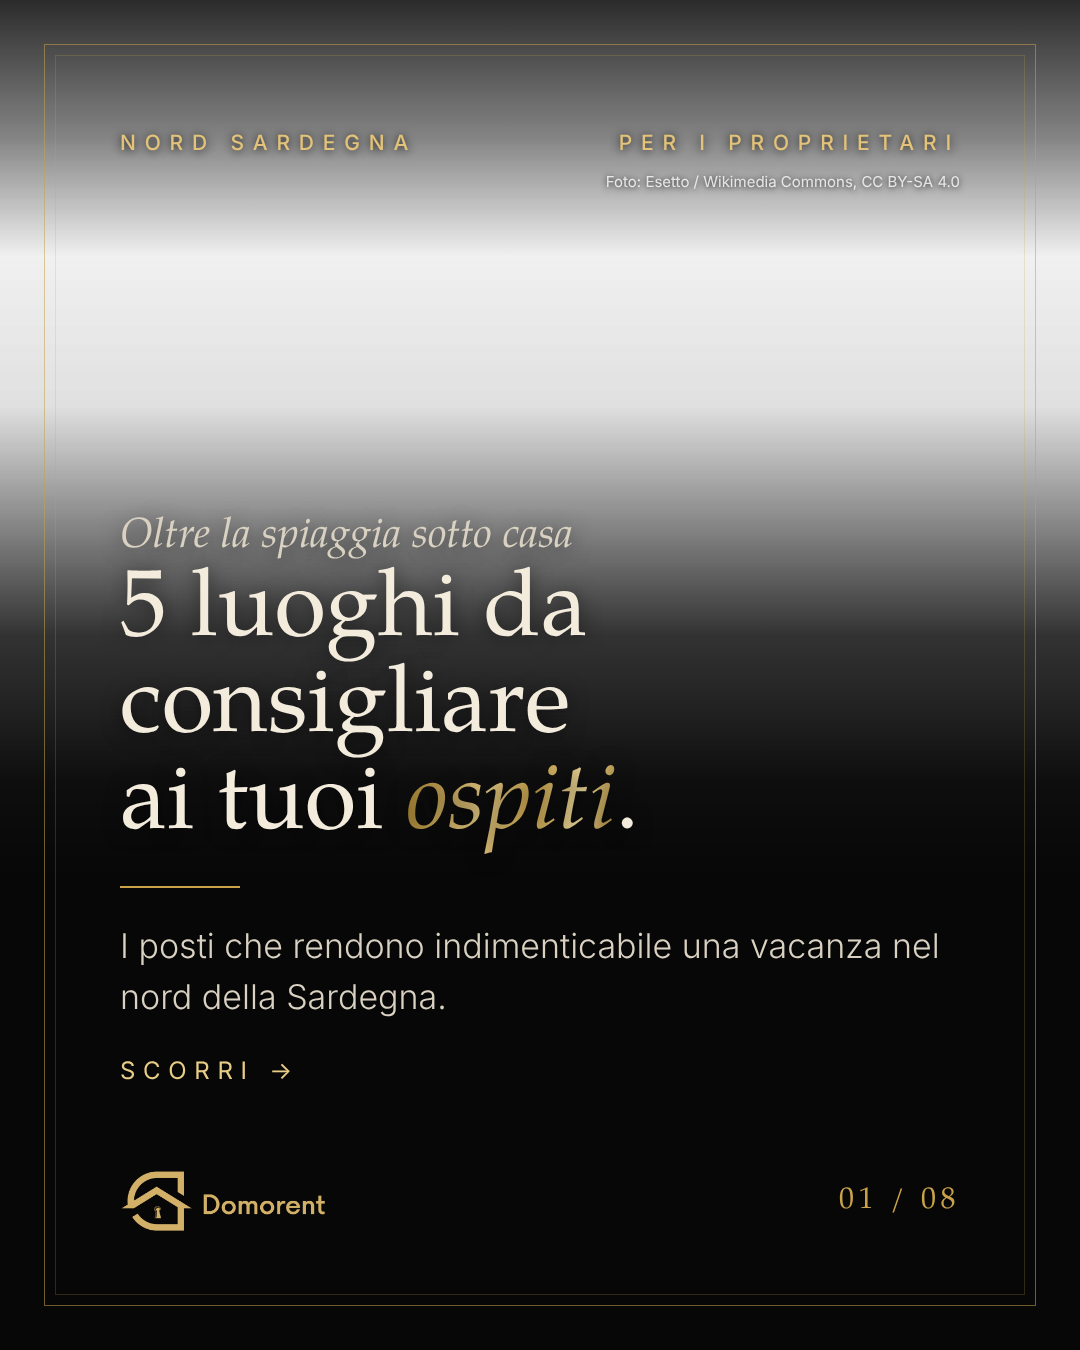 NORD SARDEGNA
PER I PROPRIETARI
Foto: Esetto / Wikimedia Commons, CC BY-SA 4.0
Oltre la spiaggia sotto casa
5 luoghi da
consigliare
ai tuoi ospiti.
I posti che rendono indimenticabile una vacanza nel
nord della Sardegna.
SCORRI →
Domorent
01 / 08